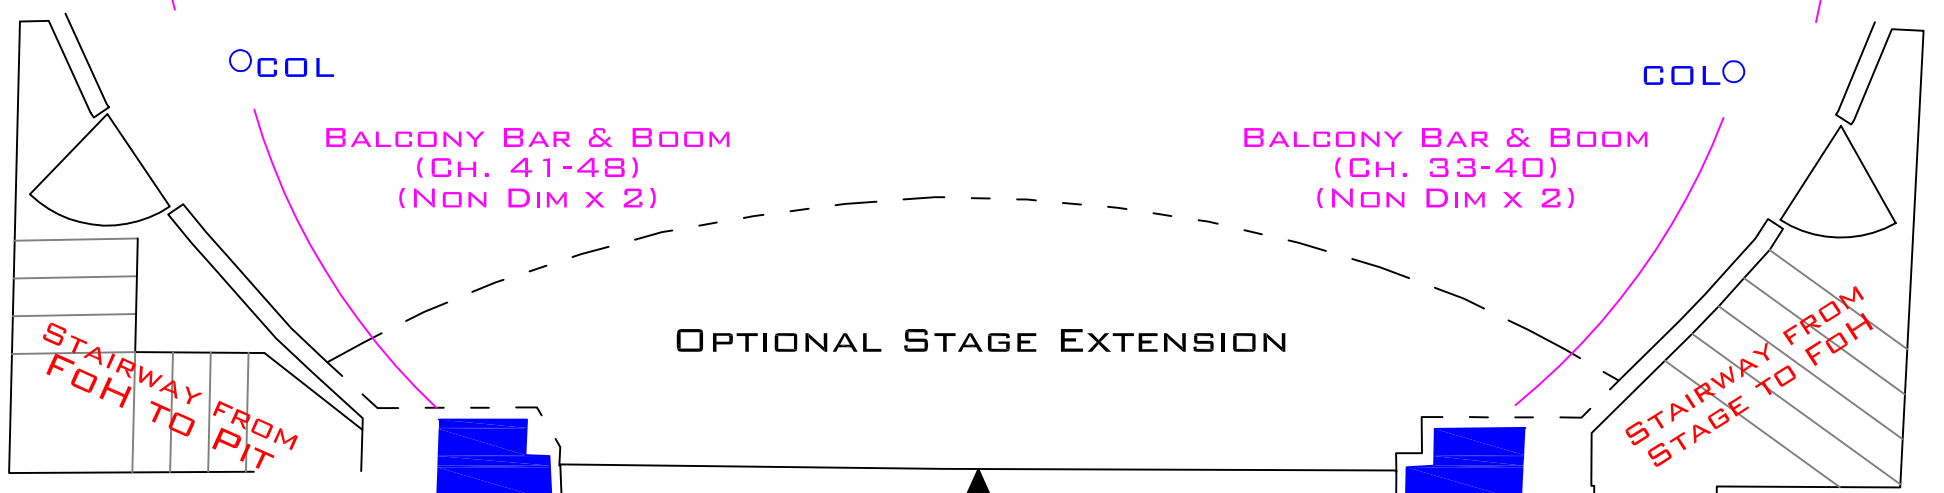 COL
COL
Balcony Bar & Boom
(Ch. 41-48)
(Non Dim x 2)
Balcony Bar & Boom
(Ch. 33-40)
(Non Dim x 2)
Optional Stage Extension
Stairway from
FOH to Pit
Stairway from
Stage to FOH